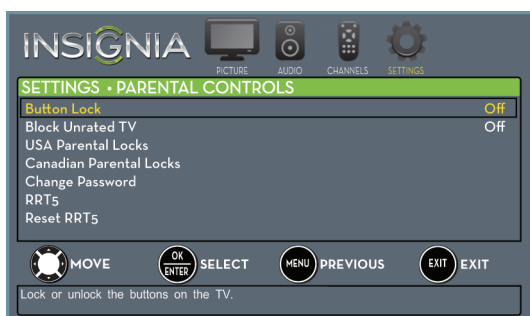 INSIGNIA
PICTURE AUDIO CHANNELS SETTINGS
SETTINGS • PARENTAL CONTROLS
Button Lock Off
Block Unrated TV Off
USA Parental Locks
Canadian Parental Locks
Change Password
RRT5
Reset RRT5
MOVE OK ENTER SELECT MENU PREVIOUS EXIT EXIT
Lock or unlock the buttons on the TV.